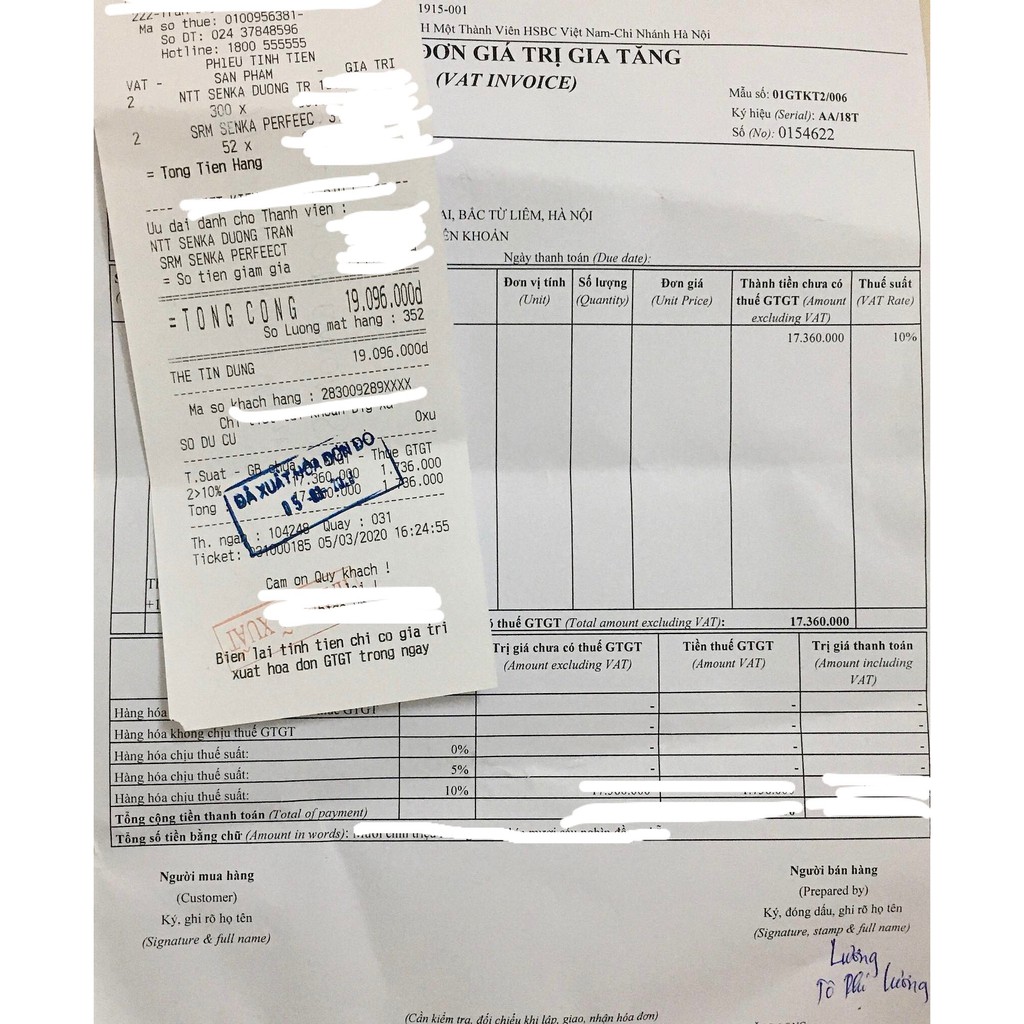 Ma so thue: 0100956381-
So DT: 024 37848596
Hotline: 1800 555555
PHIEU TINH TIEN
VAT - SAN PHAM - GIA TRI
2 NTT SENKA DUONG TR
300 X
2 SRM SENKA PERFEEC
52 X
= Tong Tien Hang
Uu dai danh cho Thanh vien :
NTT SENKA DUONG TRAN
SRM SENKA PERFEECT
= So tien giam gia
=TONG CONG 19.096.000đ
So Luong mat hang : 352
THE TIN DUNG 19.096.000đ
Ma so khach hang : 283009289XXXX
SO DU CU 0xu
T.Suat - GB chua - Thue GTGT
2>10% 17.360.000 1.736.000
Tong : 17.360.000 1.736.000
ĐÃ XUẤT HÓA ĐƠN ĐỎ
Th. ngan : 104248 Quay : 031
Ticket: 031000185 05/03/2020 16:24:55
Cam on Quy khach !
XUẤT
Bien lai tinh tien chi co gia tri
xuat hoa don GTGT trong ngay
1915-001
H Một Thành Viên HSBC Việt Nam-Chi Nhánh Hà Nội
ĐƠN GIÁ TRỊ GIA TĂNG
(VAT INVOICE)
Mẫu số: 01GTKT2/006
Ký hiệu (Serial): AA/18T
Số (No): 0154622
AI, BẮC TỪ LIÊM, HÀ NỘI
ỂN KHOẢN
Ngày thanh toán (Due date):
Đơn vị tính (Unit)
Số lượng (Quantity)
Đơn giá (Unit Price)
Thành tiền chưa có thuế GTGT (Amount excluding VAT)
Thuế suất (VAT Rate)
17.360.000 10%
ó thuế GTGT (Total amount excluding VAT): 17.360.000
Trị giá chưa có thuế GTGT (Amount excluding VAT)
Tiền thuế GTGT (Amount VAT)
Trị giá thanh toán (Amount including VAT)
Hàng hóa GTGT - - -
Hàng hóa không chịu thuế GTGT - - -
Hàng hóa chịu thuế suất: 0% - - -
Hàng hóa chịu thuế suất: 5% - - -
Hàng hóa chịu thuế suất: 10%
Tổng cộng tiền thanh toán (Total of payment)
Tổng số tiền bằng chữ (Amount in words):
Người mua hàng
(Customer)
Ký, ghi rõ họ tên
(Signature & full name)
Người bán hàng
(Prepared by)
Ký, đóng dấu, ghi rõ họ tên
(Signature, stamp & full name)
Lương
Tô Phi Lương
(Cần kiểm tra, đối chiếu khi lập, giao, nhận hóa đơn)